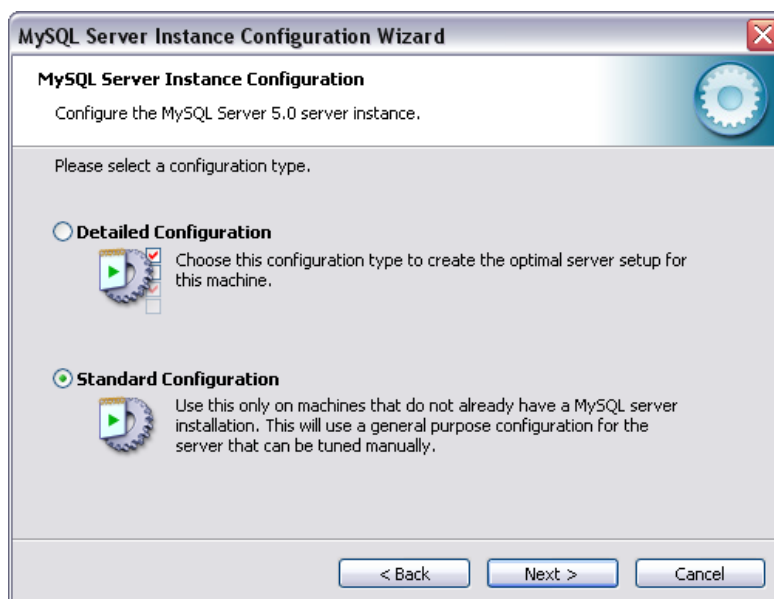 MySQL Server Instance Configuration Wizard
MySQL Server Instance Configuration
Configure the MySQL Server 5.0 server instance.
Please select a configuration type.
Detailed Configuration
Choose this configuration type to create the optimal server setup for
this machine.
Standard Configuration
Use this only on machines that do not already have a MySQL server
installation. This will use a general purpose configuration for the
server that can be tuned manually.
< Back
Next >
Cancel